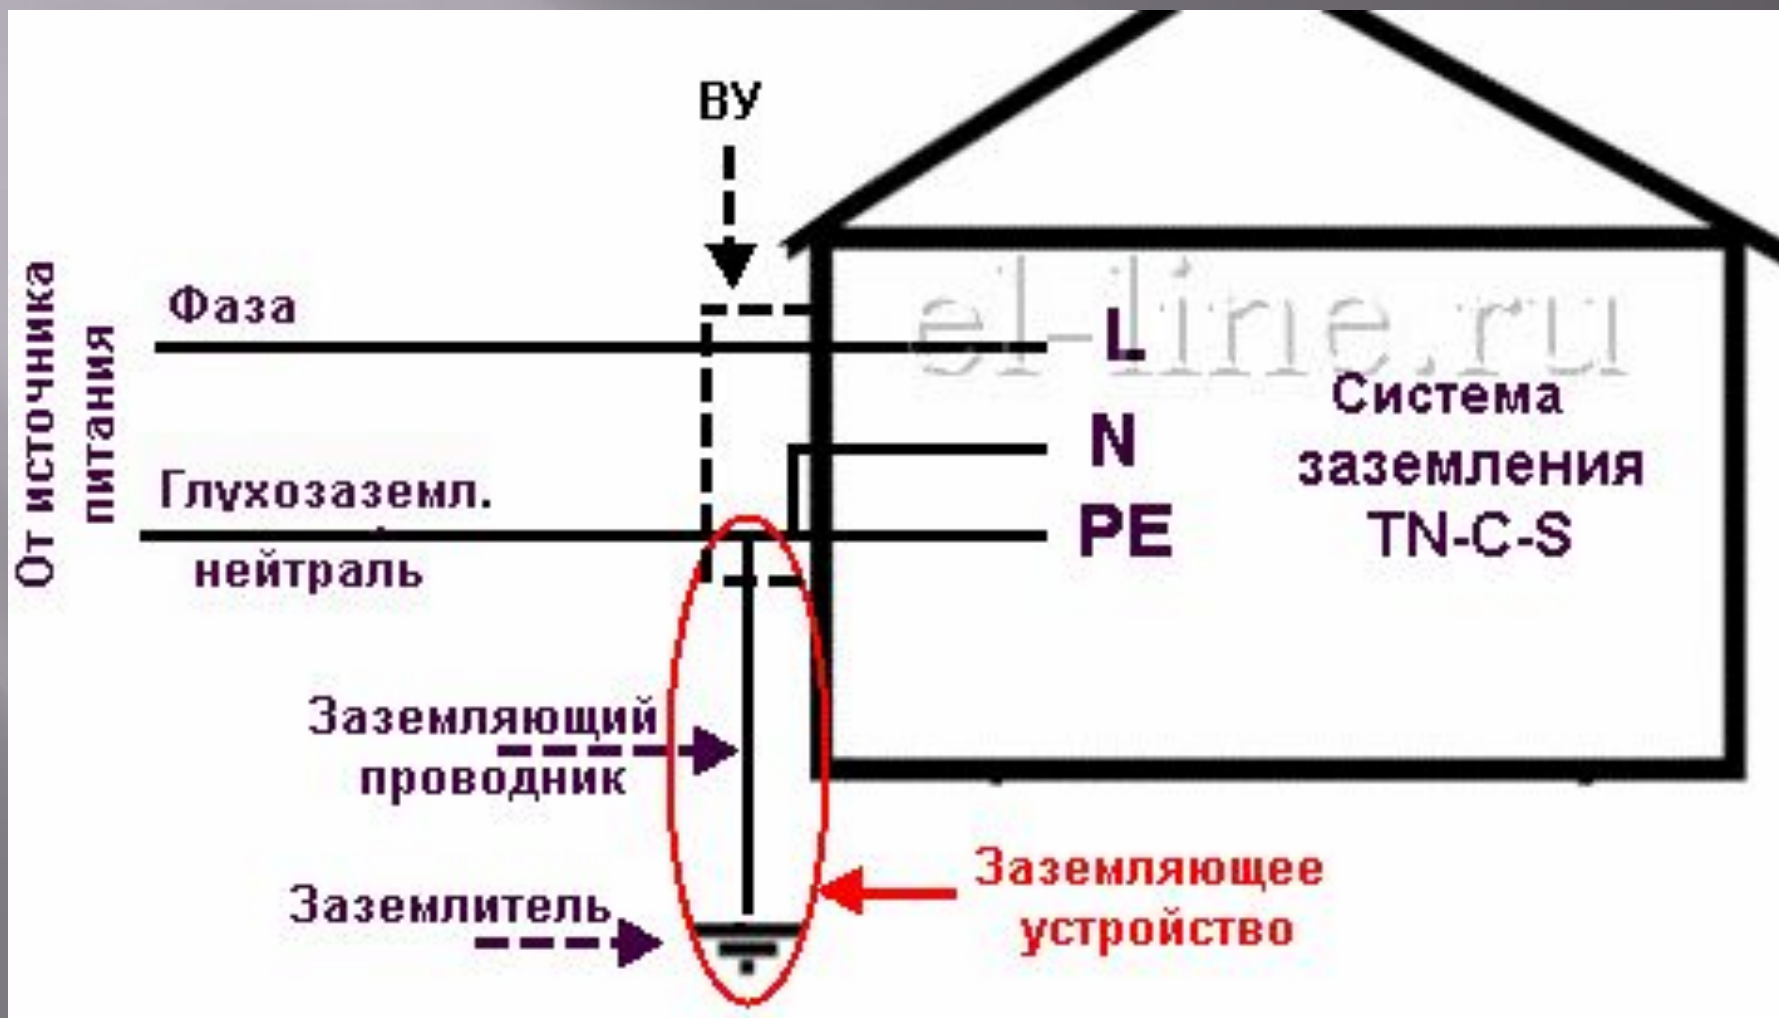 ВУ
От источника
питания
Фаза
el-line.ru
L
Система
N
заземления
Глухозаземл.
PE
TN-C-S
нейтраль
Заземляющий
проводник
Заземляющее
Заземлитель
устройство